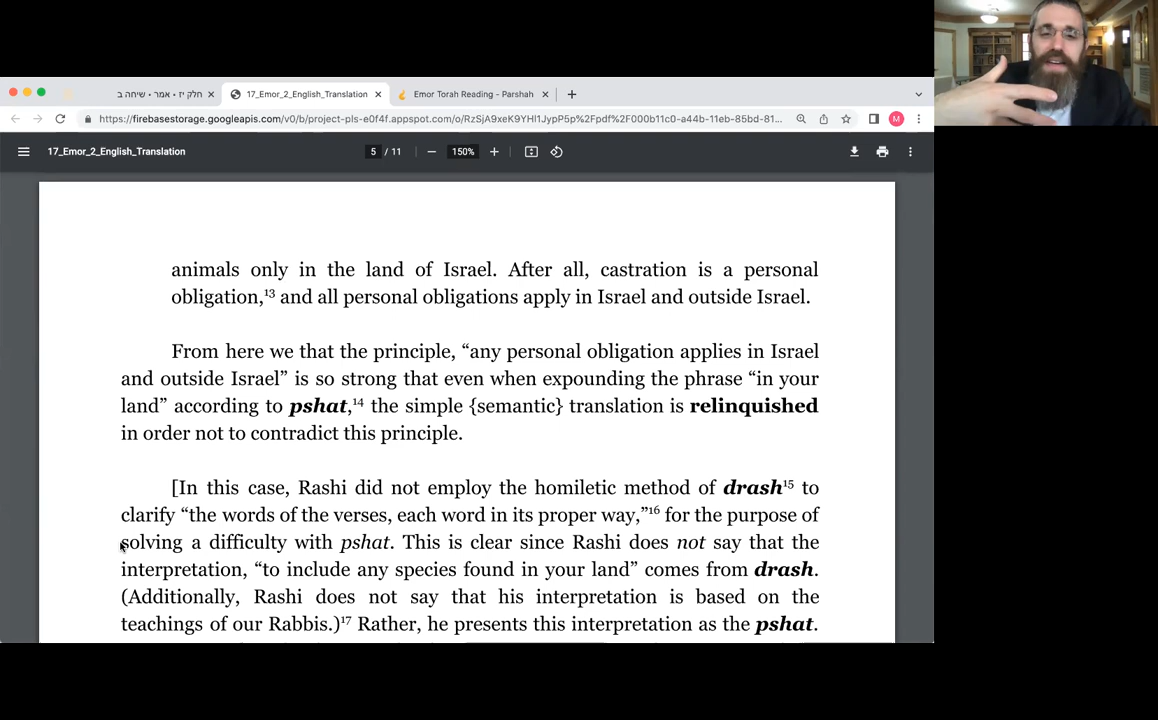 חלק יז • אמר • שיחה ב
17_Emor_2_English_Translation
Emor Torah Reading - Parshah
https://firebasestorage.googleapis.com/v0/b/project-pls-e0f4f.appspot.com/o/RzSjA9xeK9YHl1JypP5p%2Fpdf%2F000b11c0-a44b-11eb-85bd-81...
M
17_Emor_2_English_Translation
5 / 11
150%
animals only in the land of Israel. After all, castration is a personal
obligation,¹³ and all personal obligations apply in Israel and outside Israel.
From here we that the principle, “any personal obligation applies in Israel
and outside Israel” is so strong that even when expounding the phrase “in your
land” according to pshat,¹⁴ the simple {semantic} translation is relinquished
in order not to contradict this principle.
[In this case, Rashi did not employ the homiletic method of drash¹⁵ to
clarify “the words of the verses, each word in its proper way,”¹⁶ for the purpose of
solving a difficulty with pshat. This is clear since Rashi does not say that the
interpretation, “to include any species found in your land” comes from drash.
(Additionally, Rashi does not say that his interpretation is based on the
teachings of our Rabbis.)¹⁷ Rather, he presents this interpretation as the pshat.